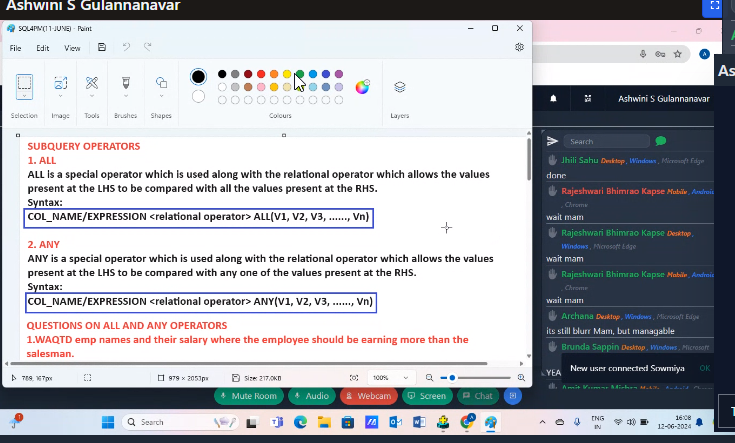 Ashwini S Gulannanavar
SQL4PM(11-JUNE) - Paint
File Edit View
Selection Image Tools Brushes Shapes Colours Layers
SUBQUERY OPERATORS
1. ALL
ALL is a special operator which is used along with the relational operator which allows the values
present at the LHS to be compared with all the values present at the RHS.
Syntax:
COL_NAME/EXPRESSION <relational operator> ALL(V1, V2, V3, ......, Vn)
2. ANY
ANY is a special operator which is used along with the relational operator which allows the values
present at the LHS to be compared with any one of the values present at the RHS.
Syntax:
COL_NAME/EXPRESSION <relational operator> ANY(V1, V2, V3, ......, Vn)
QUESTIONS ON ALL AND ANY OPERATORS
1.WAQTD emp names and their salary where the employee should be earning more than the
salesman.
789, 167px 979 × 2053px Size: 217.0KB 100%
A
Ashwini S Gulannanavar
As
Search
Jhili Sahu Desktop, Windows, Microsoft Edge
done
Rajeshwari Bhimrao Kapse Mobile, Android
, Chrome
wait mam
Rajeshwari Bhimrao Kapse Desktop,
Windows, Microsoft Edge
wait mam
Rajeshwari Bhimrao Kapse Mobile, Android
, Chrome
wait mam
Archana Desktop, Windows, Microsoft Edge
its still blurr Mam, but managable
Brunda Sappin Desktop, Windows, Microsoft
YEA
New user connected Sowmiya OK
Amit Kumar Mishra
Mute Room Audio Webcam Screen Chat
Search
ENG
IN
16:08
12-06-2024